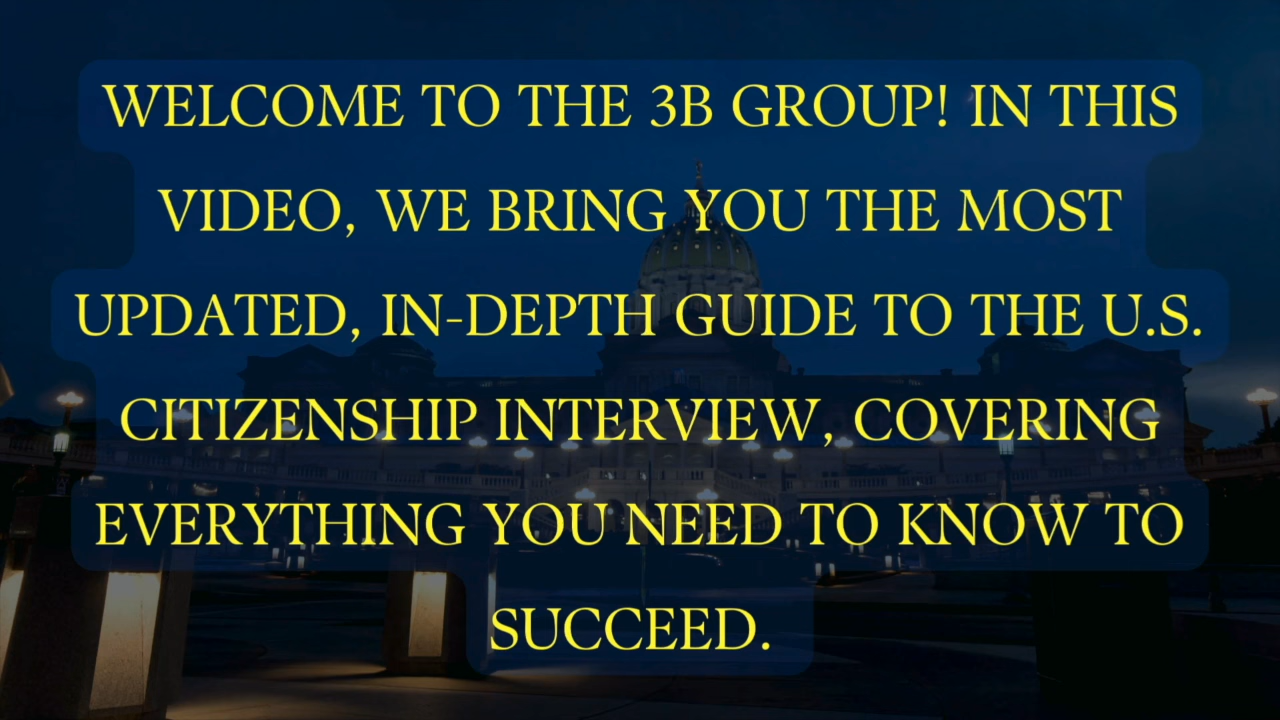 WELCOME TO THE 3B GROUP! IN THIS
VIDEO, WE BRING YOU THE MOST
UPDATED, IN-DEPTH GUIDE TO THE U.S.
CITIZENSHIP INTERVIEW, COVERING
EVERYTHING YOU NEED TO KNOW TO
SUCCEED.